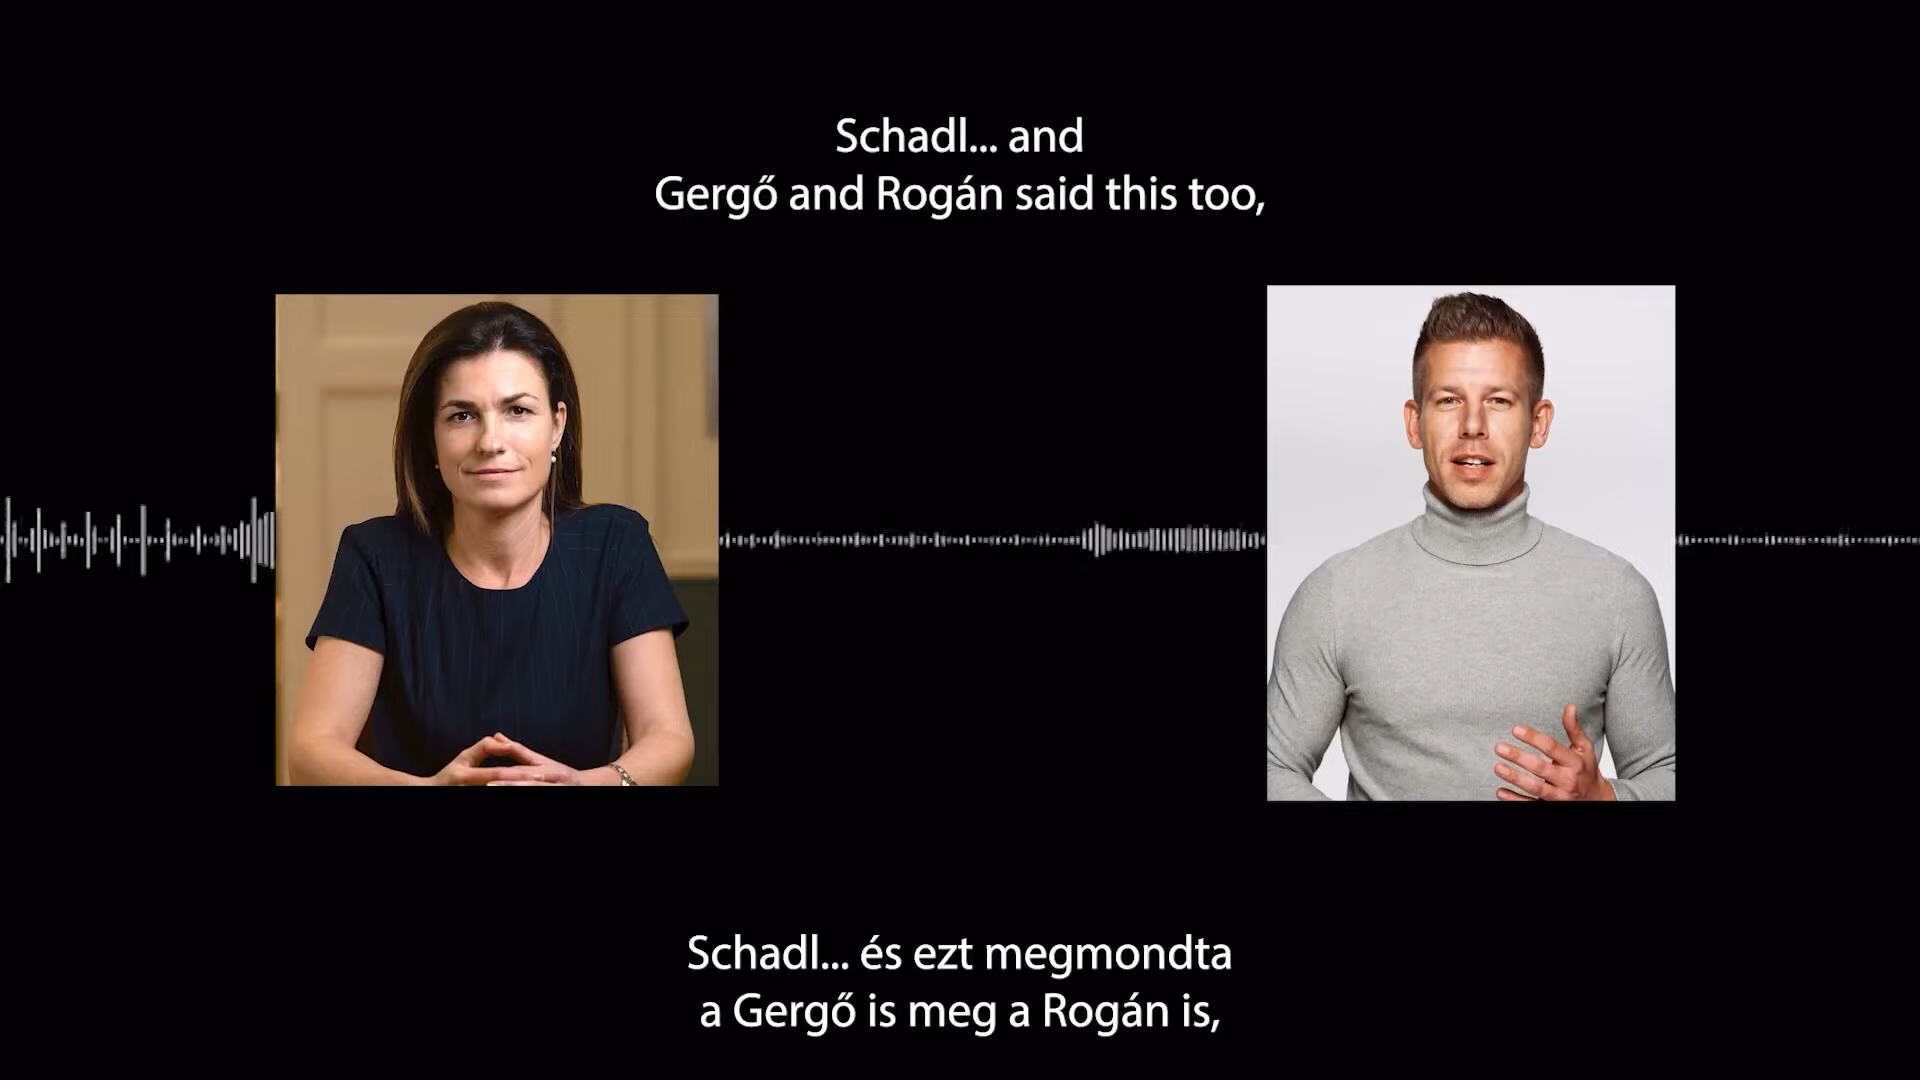 Schadl... and
Gergő and Rogán said this too,
Schadl... és ezt megmondta
a Gergő is meg a Rogán is,